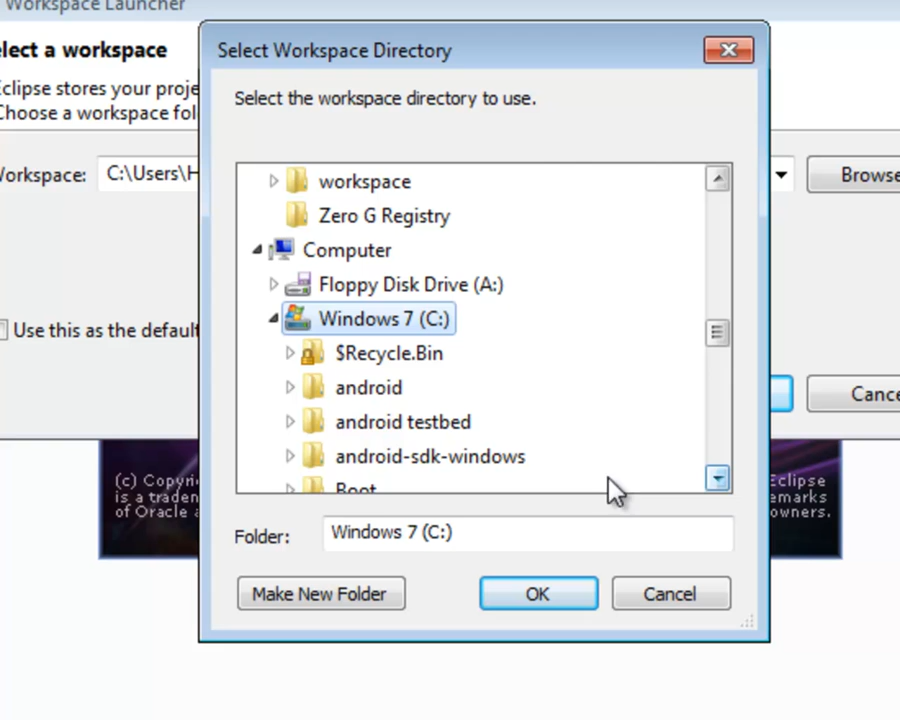 Workspace Launcher
elect a workspace
Eclipse stores your proje
Choose a workspace fol
Workspace: C:\Users\H
Browse
Use this as the default
Cance
(c) Copyri
is a traden
of Oracle a
Eclipse
emarks
owners.
Select Workspace Directory
Select the workspace directory to use.
workspace
Zero G Registry
Computer
Floppy Disk Drive (A:)
Windows 7 (C:)
$Recycle.Bin
android
android testbed
android-sdk-windows
Boot
Folder: Windows 7 (C:)
Make New Folder
OK
Cancel